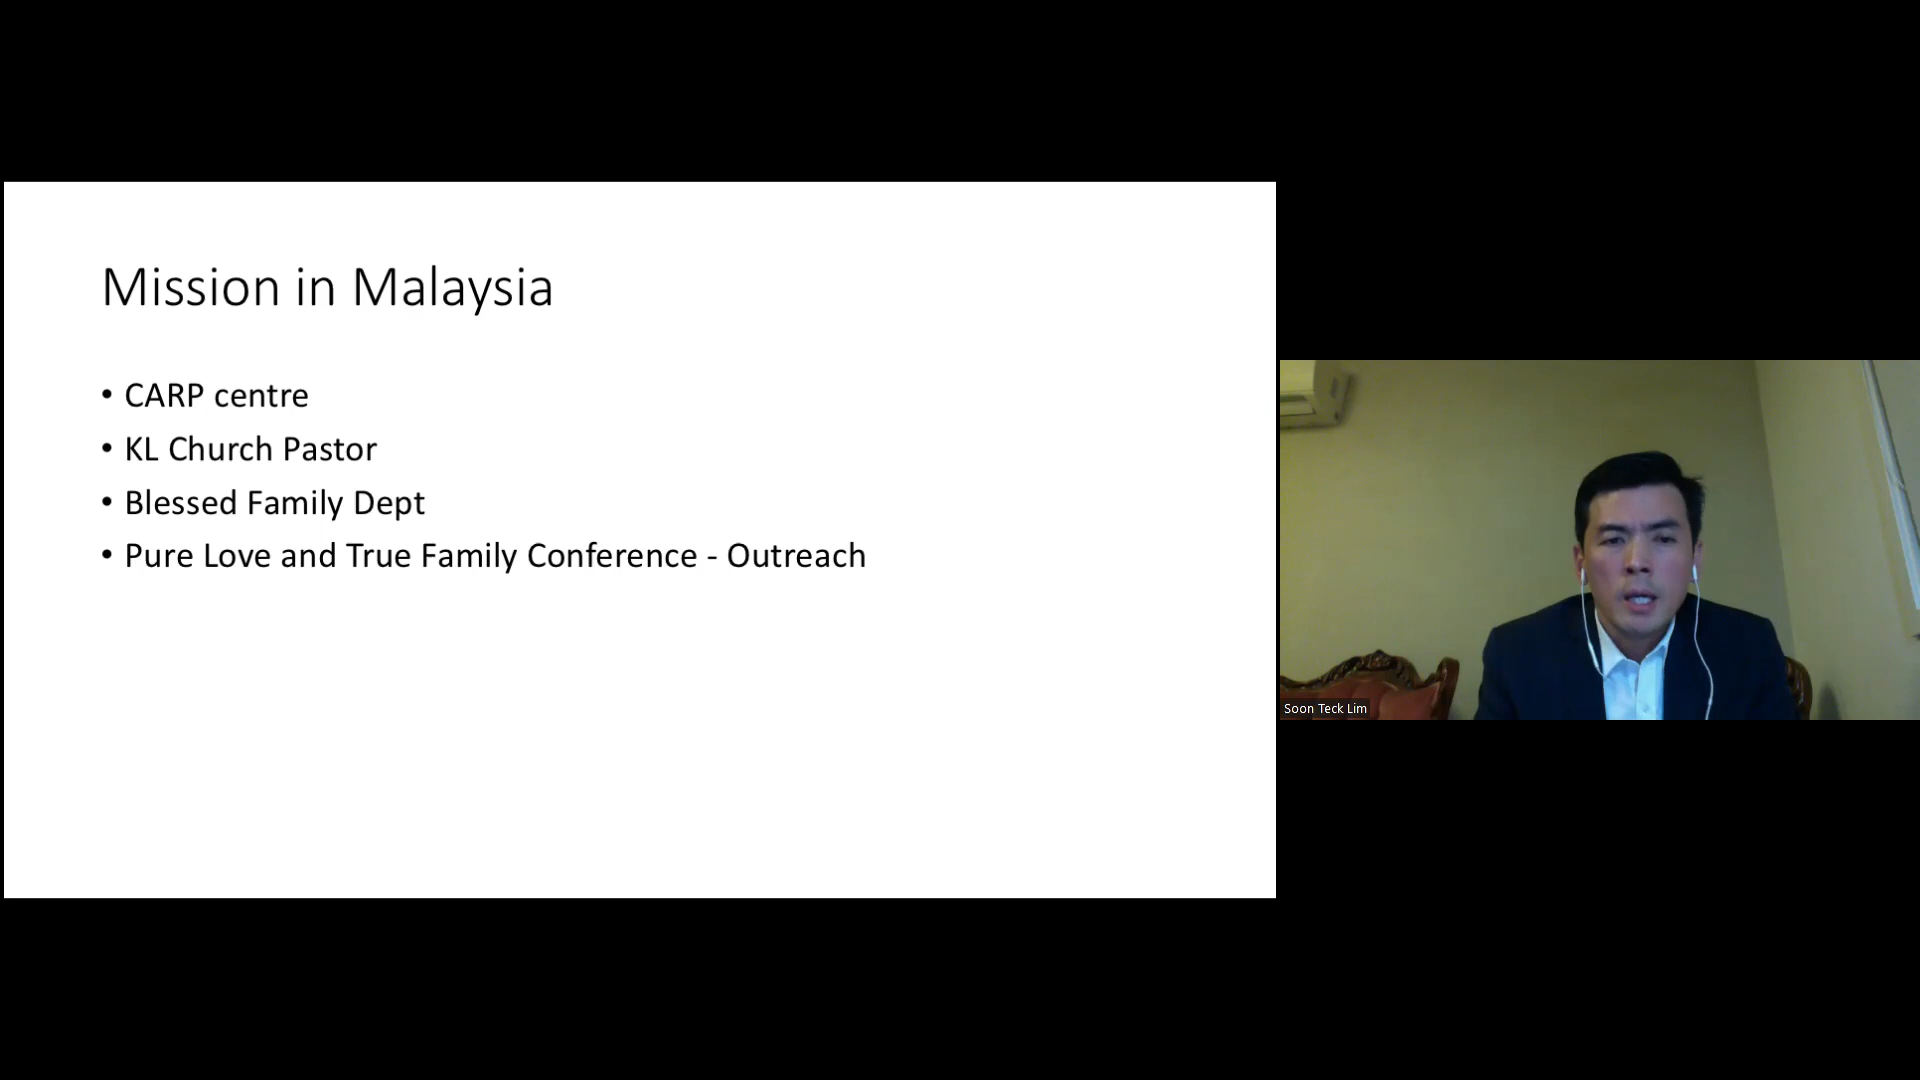 Mission in Malaysia
• CARP centre
• KL Church Pastor
• Blessed Family Dept
• Pure Love and True Family Conference - Outreach
Soon Teck Lim